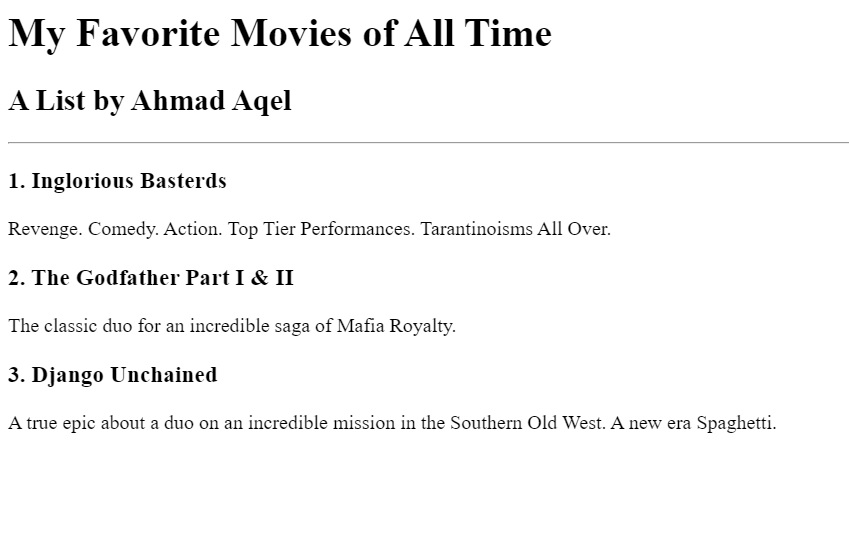 My Favorite Movies of All Time
A List by Ahmad Aqel
1. Inglorious Basterds
Revenge. Comedy. Action. Top Tier Performances. Tarantinoisms All Over.
2. The Godfather Part I & II
The classic duo for an incredible saga of Mafia Royalty.
3. Django Unchained
A true epic about a duo on an incredible mission in the Southern Old West. A new era Spaghetti.